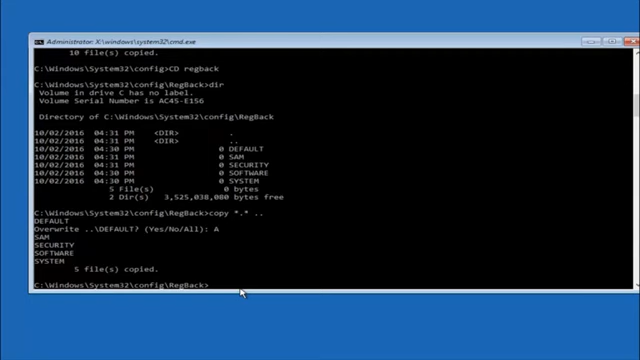 Administrator: X:\windows\system32\cmd.exe
10 file(s) copied.
C:\Windows\System32\config>CD regback
C:\Windows\System32\config\RegBack>dir
Volume in drive C has no label.
Volume Serial Number is AC45-E156
Directory of C:\Windows\System32\config\RegBack
10/02/2016 04:31 PM <DIR> .
10/02/2016 04:31 PM <DIR> ..
10/02/2016 04:30 PM 0 DEFAULT
10/02/2016 04:31 PM 0 SAM
10/02/2016 04:30 PM 0 SECURITY
10/02/2016 04:30 PM 0 SOFTWARE
10/02/2016 04:30 PM 0 SYSTEM
5 File(s) 0 bytes
2 Dir(s) 3,525,038,080 bytes free
C:\Windows\System32\config\RegBack>copy *.* ..
DEFAULT
Overwrite ..\DEFAULT? (Yes/No/All): A
SAM
SECURITY
SOFTWARE
SYSTEM
5 file(s) copied.
C:\Windows\System32\config\RegBack>